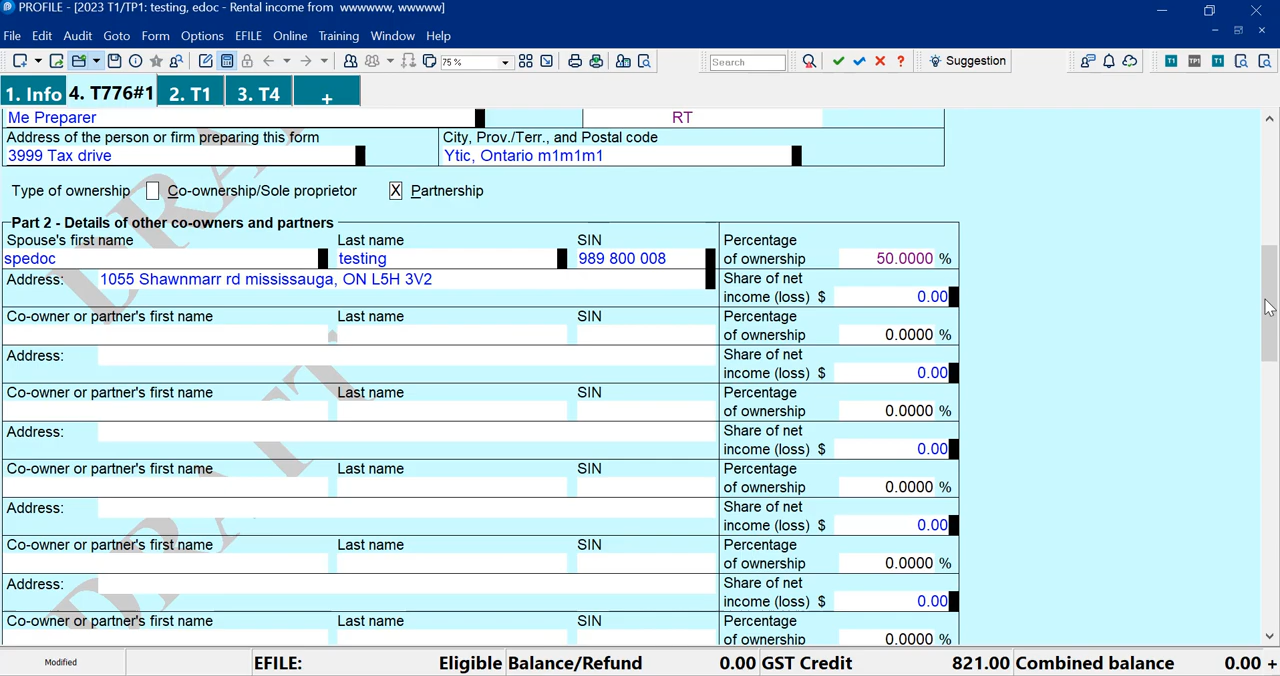 PROFILE - [2023 T1/TP1: testing, edoc - Rental income from wwwwww, wwwww]
File Edit Audit Goto Form Options EFILE Online Training Window Help
75 % Search Suggestion T1 TP1 T1
1. Info 4. T776#1 2. T1 3. T4 +
Me Preparer RT
Address of the person or firm preparing this form City, Prov./Terr., and Postal code
3999 Tax drive Ytic, Ontario m1m1m1
Type of ownership Co-ownership/Sole proprietor X Partnership
Part 2 - Details of other co-owners and partners
Spouse's first name Last name SIN Percentage
spedoc testing 989 800 008 of ownership 50.0000 %
Address: 1055 Shawnmarr rd mississauga, ON L5H 3V2 Share of net
income (loss) $ 0.00
Co-owner or partner's first name Last name SIN Percentage
of ownership 0.0000 %
Address: Share of net
income (loss) $ 0.00
Co-owner or partner's first name Last name SIN Percentage
of ownership 0.0000 %
Address: Share of net
income (loss) $ 0.00
Co-owner or partner's first name Last name SIN Percentage
of ownership 0.0000 %
Address: Share of net
income (loss) $ 0.00
Co-owner or partner's first name Last name SIN Percentage
of ownership 0.0000 %
Address: Share of net
income (loss) $ 0.00
Co-owner or partner's first name Last name SIN Percentage
of ownership 0.0000 %
Modified EFILE: Eligible Balance/Refund 0.00 GST Credit 821.00 Combined balance 0.00 +
DRAFT
DRAFT